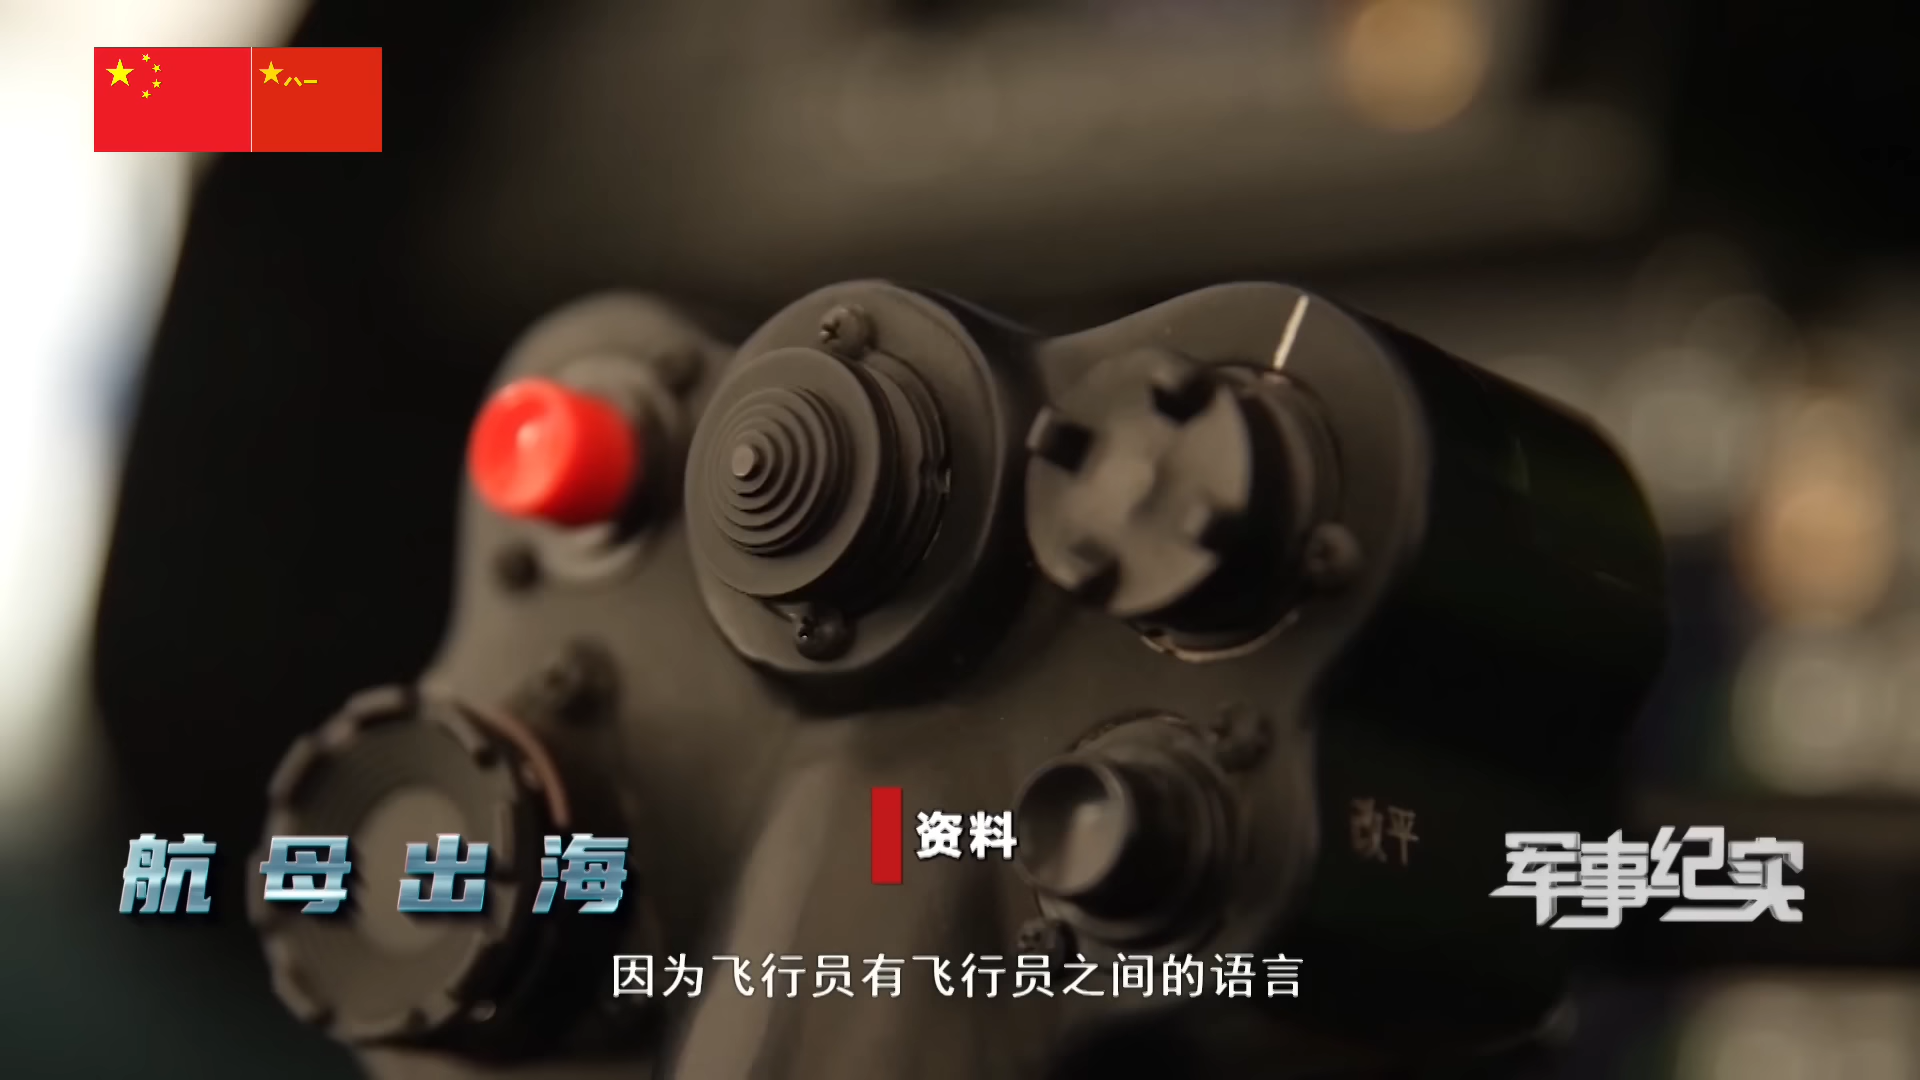 八一
资料
改平
航母出海
军事纪实
因为飞行员有飞行员之间的语言